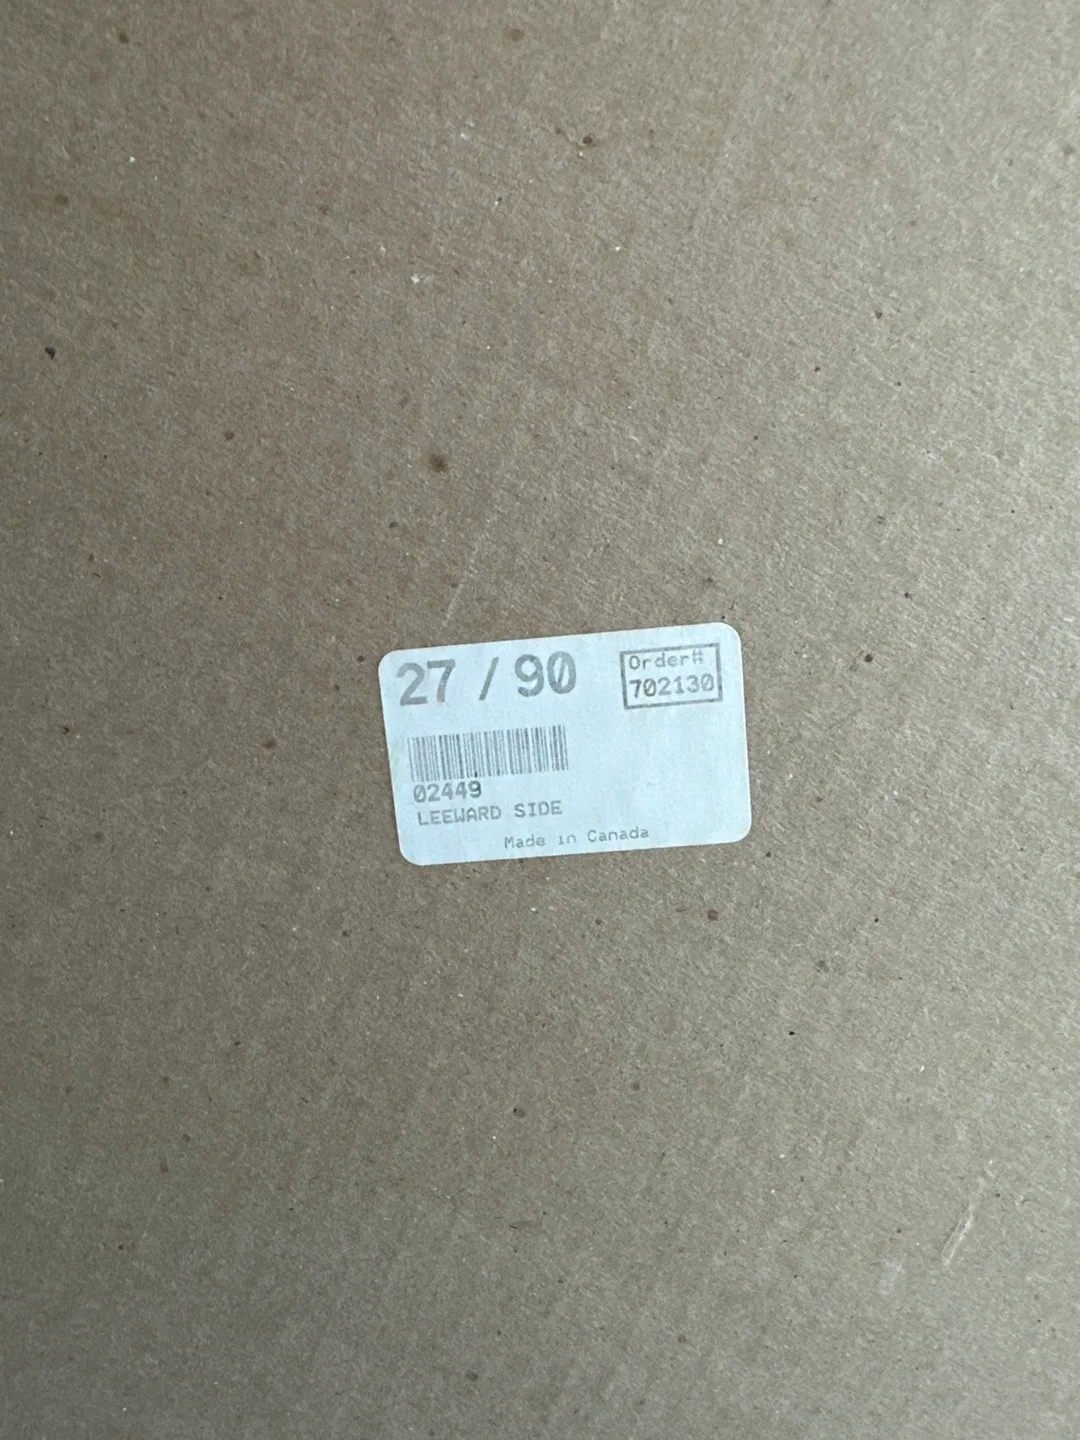 27 / 90
Order#
702130
02449
LEEWARD SIDE
Made in Canada